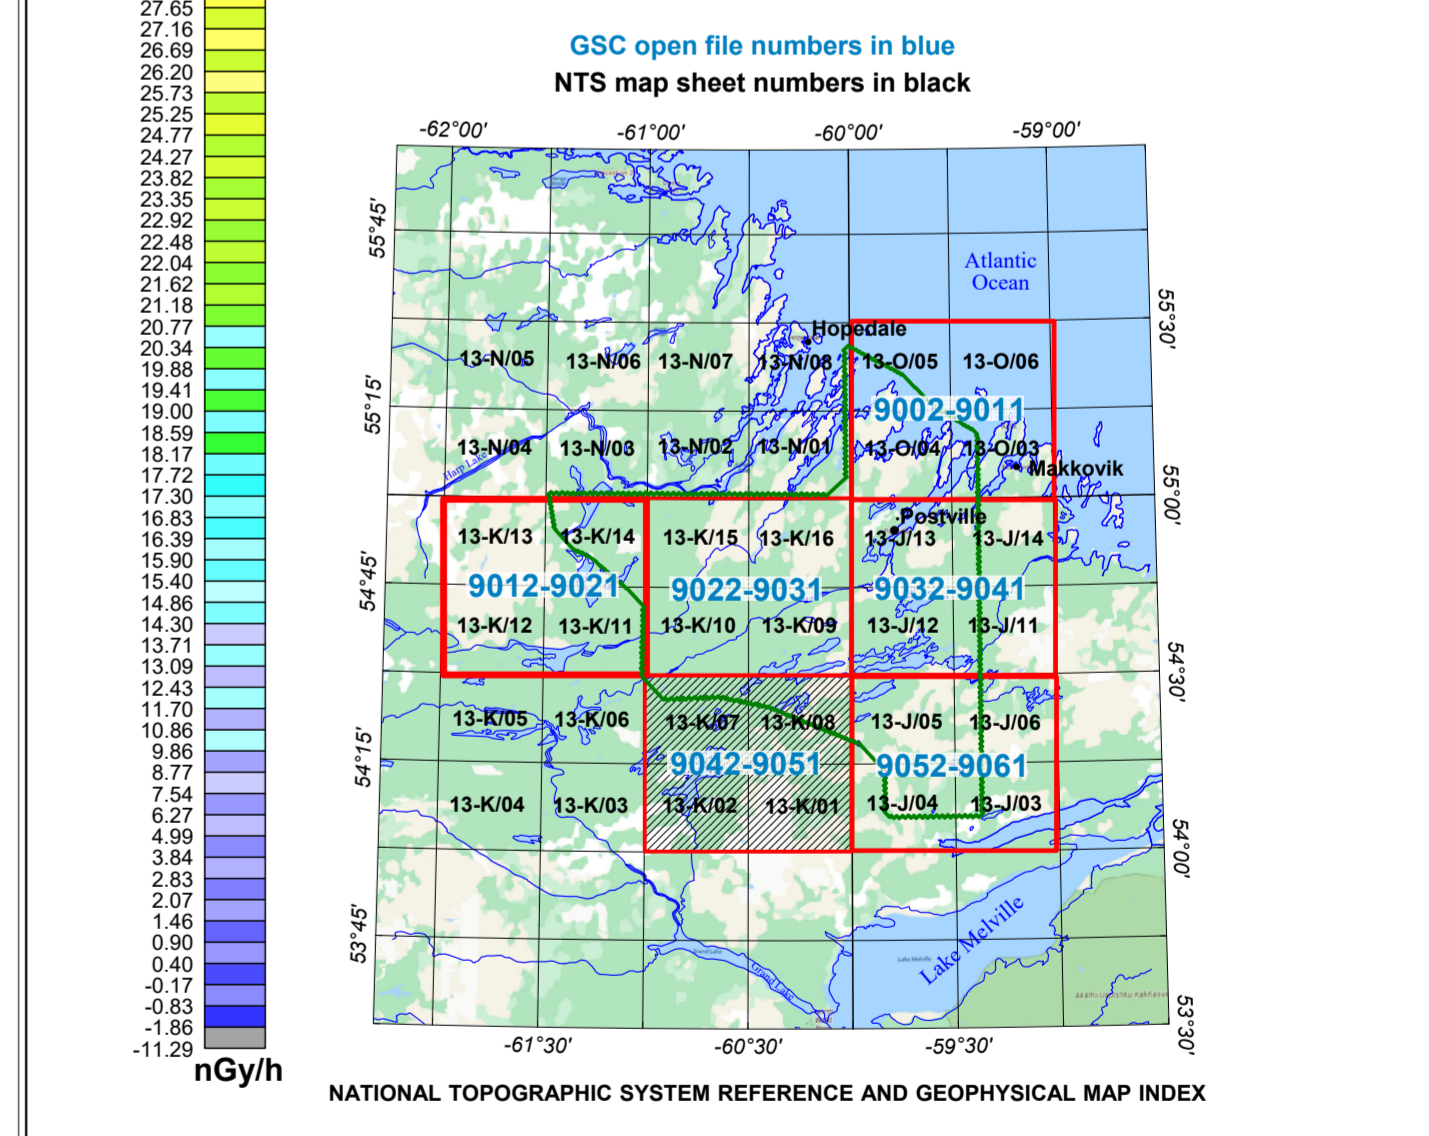 27.65
27.16
26.69
26.20
25.73
25.25
24.77
24.27
23.82
23.35
22.92
22.48
22.04
21.62
21.18
20.77
20.34
19.88
19.41
19.00
18.59
18.17
17.72
17.30
16.83
16.39
15.90
15.40
14.86
14.30
13.71
13.09
12.43
11.70
10.86
9.86
8.77
7.54
6.27
4.99
3.84
2.83
2.07
1.46
0.90
0.40
-0.17
-0.83
-1.86
-11.29
nGy/h
GSC open file numbers in blue
NTS map sheet numbers in black
-62°00' -61°00' -60°00' -59°00'
55°45'
Atlantic
Ocean
55°30'
Hopedale
13-N/05 13-N/06 13-N/07 13-N/08 13-O/05 13-O/06
55°15'
9002-9011
13-N/04 13-N/03 13-N/02 13-N/01 13-O/04 13-O/03
Harp Lake
Makkovik
55°00'
Postville
13-K/13 13-K/14 13-K/15 13-K/16 13-J/13 13-J/14
54°45'
9012-9021 9022-9031 9032-9041
13-K/12 13-K/11 13-K/10 13-K/09 13-J/12 13-J/11
54°30'
13-K/05 13-K/06 13-K/07 13-K/08 13-J/05 13-J/06
54°15'
9042-9051 9052-9061
13-K/04 13-K/03 13-K/02 13-K/01 13-J/04 13-J/03
54°00'
53°45'
Lake Melville
Lake Melville
Grand Lake
Grand Lake
53°30'
-61°30' -60°30' -59°30'
NATIONAL TOPOGRAPHIC SYSTEM REFERENCE AND GEOPHYSICAL MAP INDEX